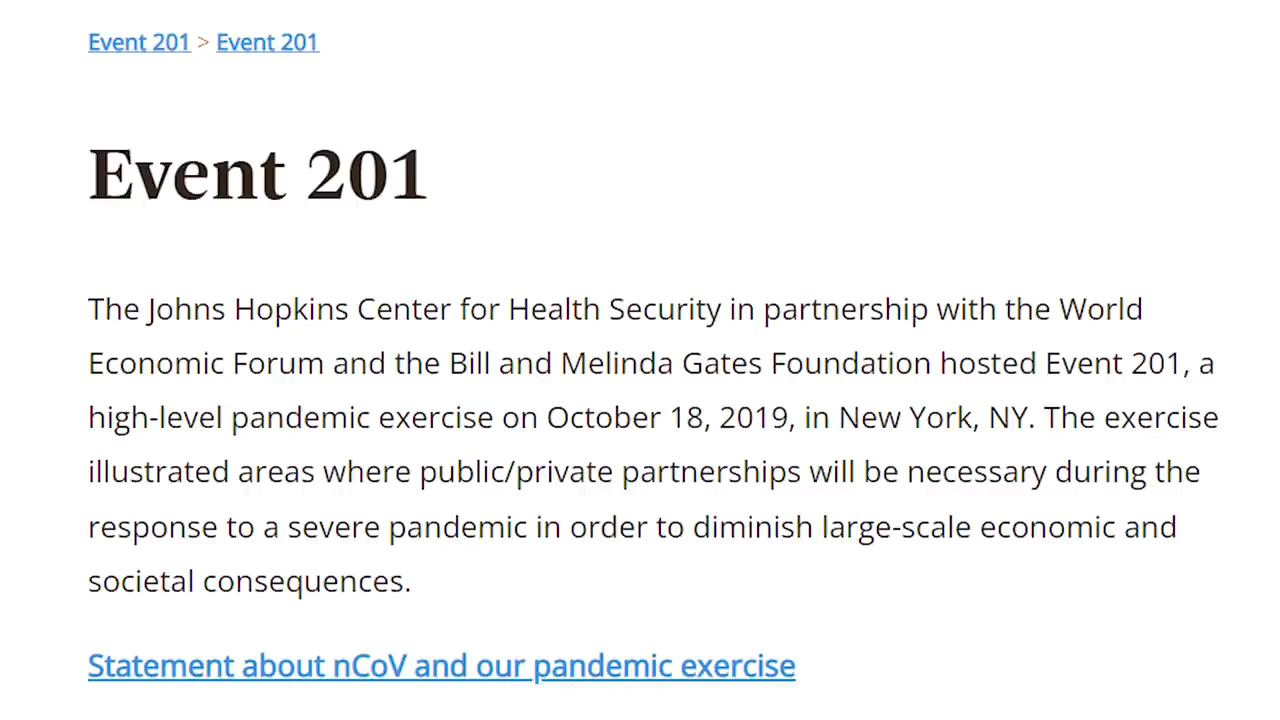 Event 201 > Event 201
Event 201
The Johns Hopkins Center for Health Security in partnership with the World
Economic Forum and the Bill and Melinda Gates Foundation hosted Event 201, a
high-level pandemic exercise on October 18, 2019, in New York, NY. The exercise
illustrated areas where public/private partnerships will be necessary during the
response to a severe pandemic in order to diminish large-scale economic and
societal consequences.
Statement about nCoV and our pandemic exercise